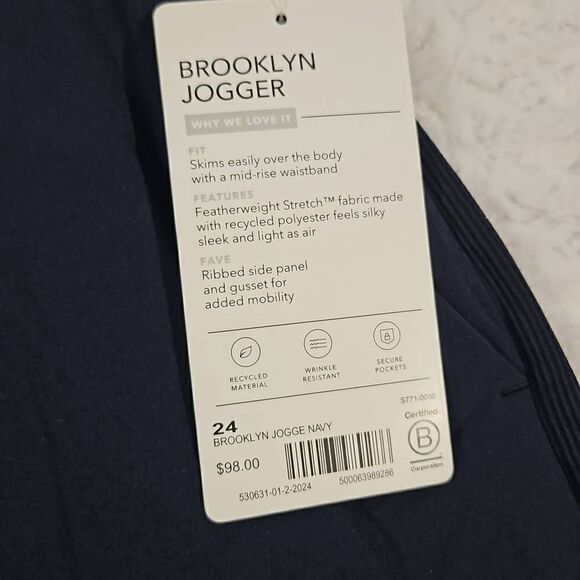 BROOKLYN
JOGGER
WHY WE LOVE IT
FIT
Skims easily over the body
with a mid-rise waistband
FEATURES
Featherweight Stretch™ fabric made
with recycled polyester feels silky
sleek and light as air
FAVE
Ribbed side panel
and gusset for
added mobility
RECYCLED
MATERIAL
WRINKLE
RESISTANT
SECURE
POCKETS
S771-0030
24
BROOKLYN JOGGE NAVY
$98.00
530631-01-2-2024
500063989286
Certified
B
Corporation